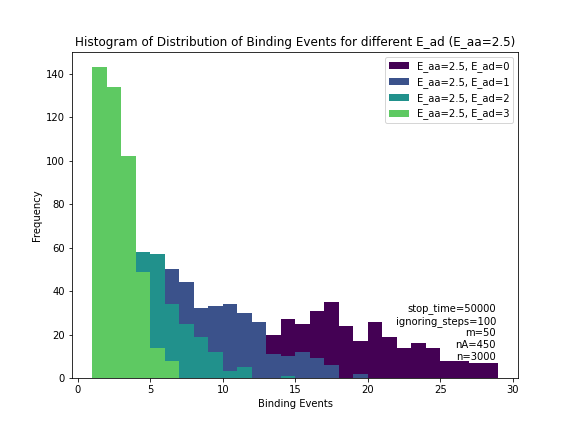 Histogram of Distribution of Binding Events for different E_ad (E_aa=2.5)
E_aa=2.5, E_ad=0
E_aa=2.5, E_ad=1
E_aa=2.5, E_ad=2
E_aa=2.5, E_ad=3
140
120
100
80
60
40
20
0
Frequency
stop_time=50000
ignoring_steps=100
m=50
nA=450
n=3000
0 5 10 15 20 25 30
Binding Events